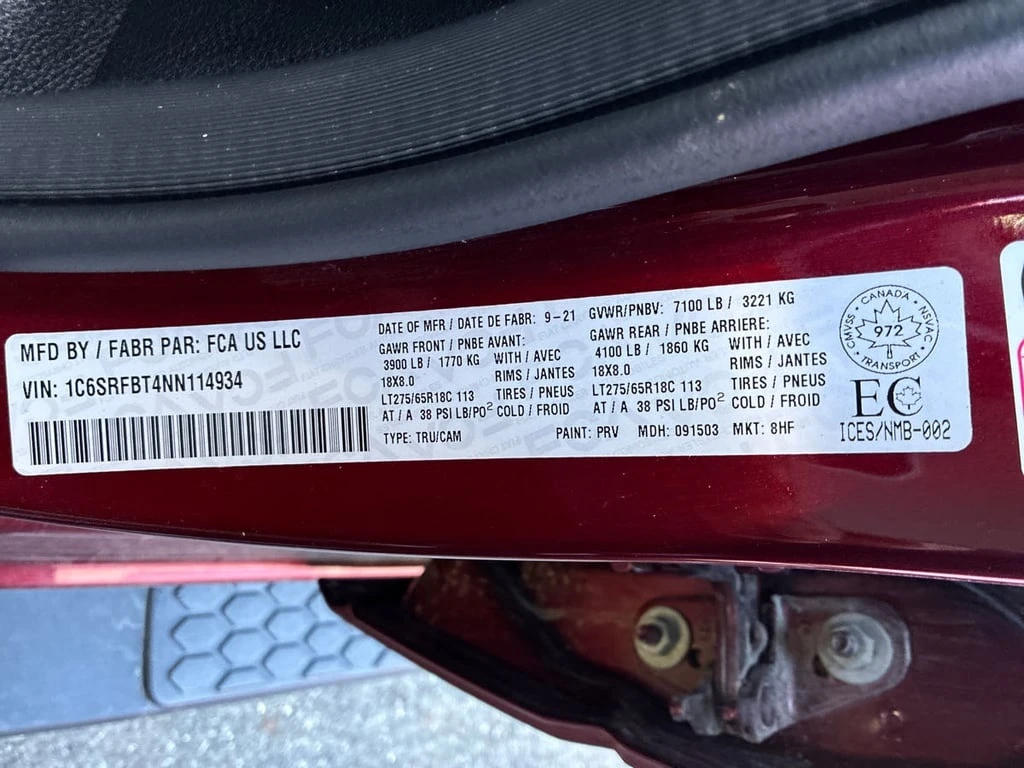 MFD BY / FABR PAR: FCA US LLC
VIN: 1C6SRFBT4NN114934
DATE OF MFR / DATE DE FABR: 9-21
GVWR/PNBV: 7100 LB / 3221 KG
GAWR FRONT / PNBE AVANT:
3900 LB / 1770 KG WITH / AVEC
18X8.0 RIMS / JANTES
LT275/65R18C 113 TIRES / PNEUS
AT / A 38 PSI LB/PO² COLD / FROID
GAWR REAR / PNBE ARRIERE:
4100 LB / 1860 KG WITH / AVEC
18X8.0 RIMS / JANTES
LT275/65R18C 113 TIRES / PNEUS
AT / A 38 PSI LB/PO² COLD / FROID
TYPE: TRU/CAM PAINT: PRV MDH: 091503 MKT: 8HF
CMVSS • CANADA • NSVAC
972
TRANSPORT
EC
ICES/NMB-002